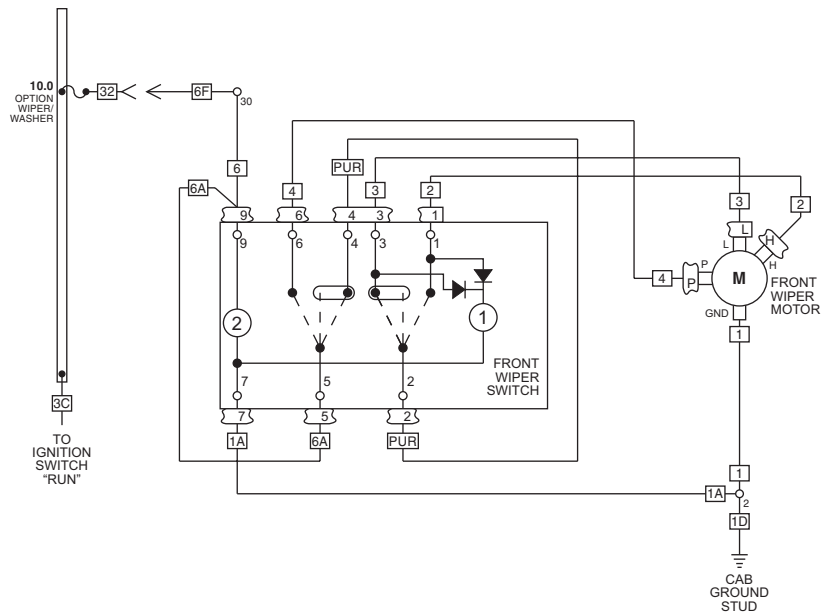 10.0
OPTION
WIPER/
WASHER
32
6F
30
6
6A
4
PUR
3
2
3
2
9
6
4
3
1
9
6
4
3
1
L
L
H
H
P
P
4
M
FRONT
WIPER
MOTOR
GND
1
2
1
FRONT
WIPER
SWITCH
7
5
2
7
5
2
3C
1A
6A
PUR
TO
IGNITION
SWITCH
"RUN"
1
1A
2
1D
CAB
GROUND
STUD